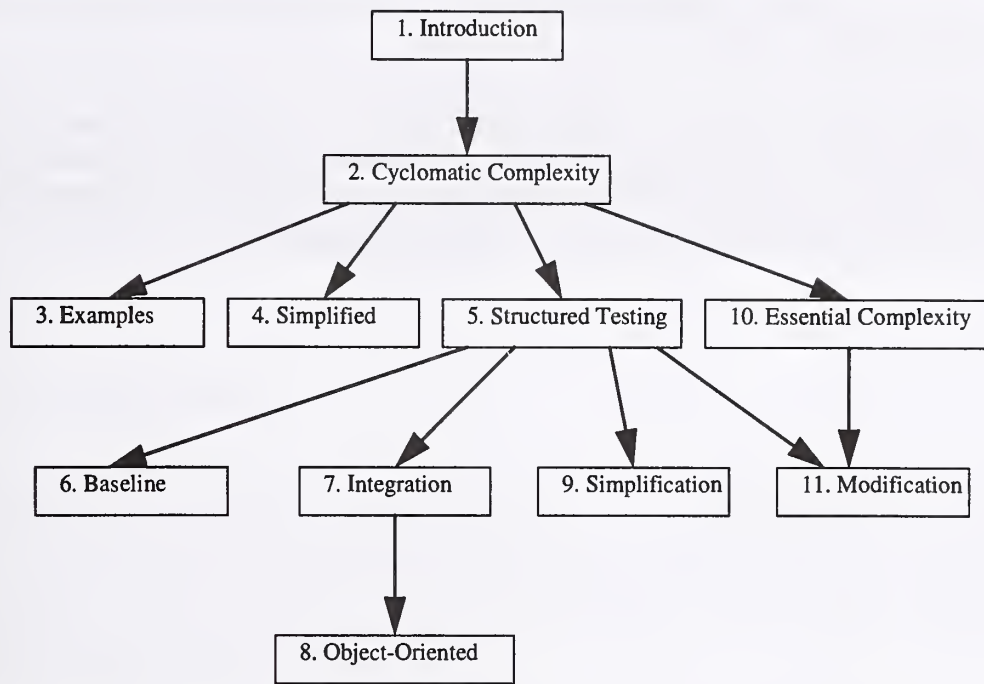 1. Introduction
2. Cyclomatic Complexity
3. Examples
4. Simplified
5. Structured Testing
10. Essential Complexity
6. Baseline
7. Integration
9. Simplification
11. Modification
8. Object-Oriented